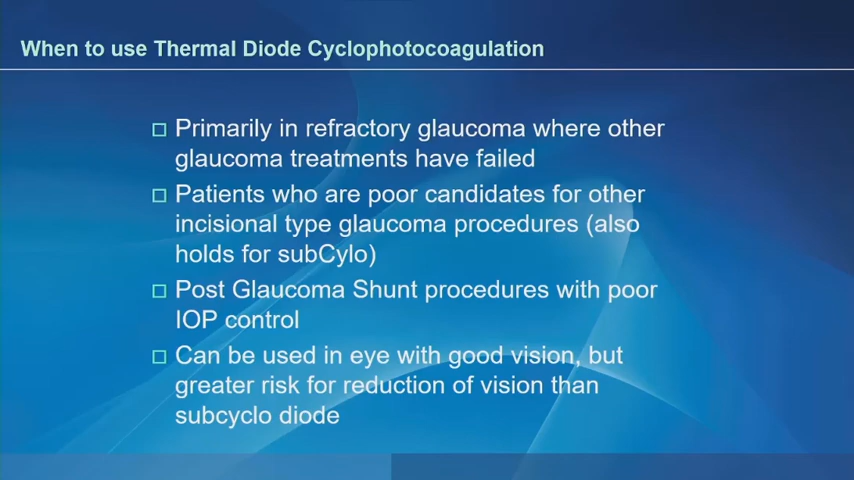 When to use Thermal Diode Cyclophotocoagulation
Primarily in refractory glaucoma where other
glaucoma treatments have failed
Patients who are poor candidates for other
incisional type glaucoma procedures (also
holds for subCylo)
Post Glaucoma Shunt procedures with poor
IOP control
Can be used in eye with good vision, but
greater risk for reduction of vision than
subcyclo diode